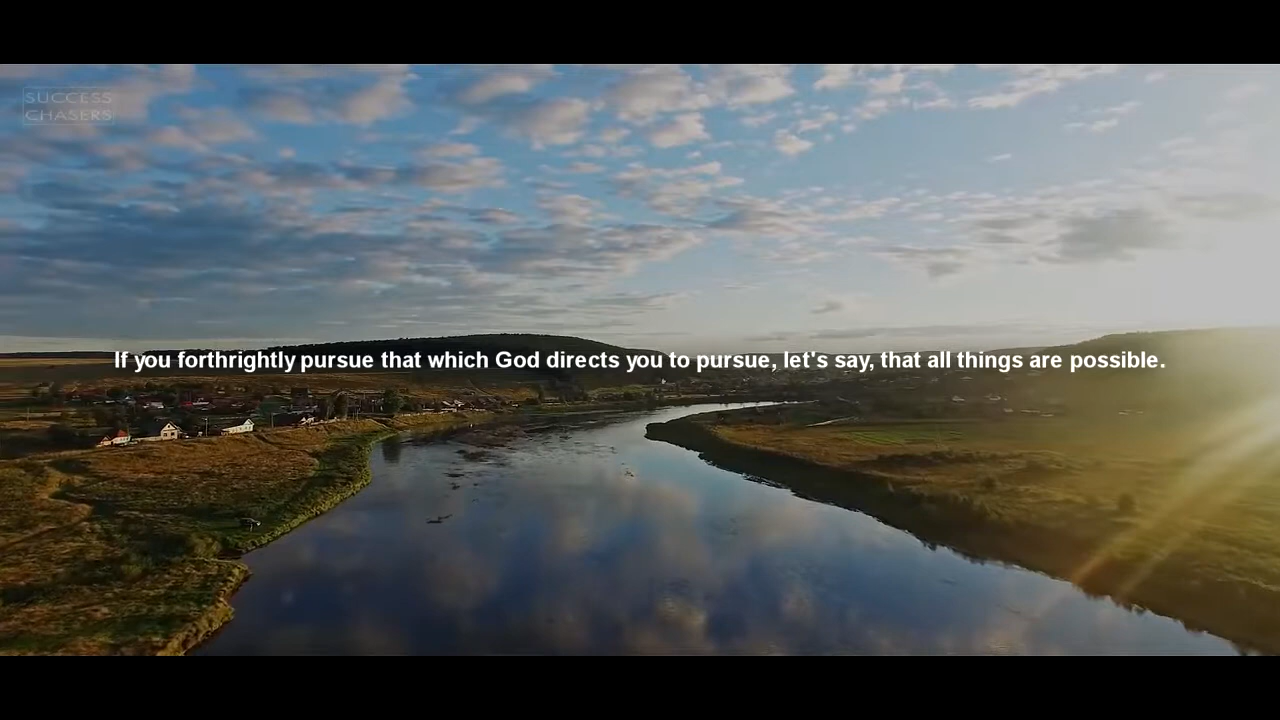 SUCCESS
CHASERS
If you forthrightly pursue that which God directs you to pursue, let's say, that all things are possible.